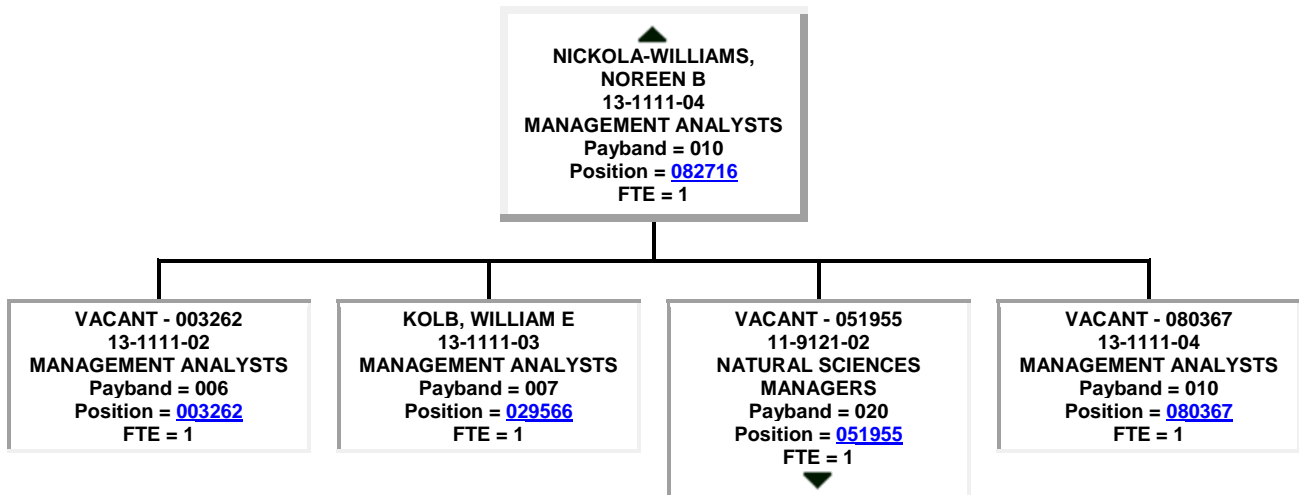 NICKOLA-WILLIAMS,
NOREEN B
13-1111-04
MANAGEMENT ANALYSTS
Payband = 010
Position = 082716
FTE = 1
VACANT - 003262
13-1111-02
MANAGEMENT ANALYSTS
Payband = 006
Position = 003262
FTE = 1
KOLB, WILLIAM E
13-1111-03
MANAGEMENT ANALYSTS
Payband = 007
Position = 029566
FTE = 1
VACANT - 051955
11-9121-02
NATURAL SCIENCES
MANAGERS
Payband = 020
Position = 051955
FTE = 1
VACANT - 080367
13-1111-04
MANAGEMENT ANALYSTS
Payband = 010
Position = 080367
FTE = 1